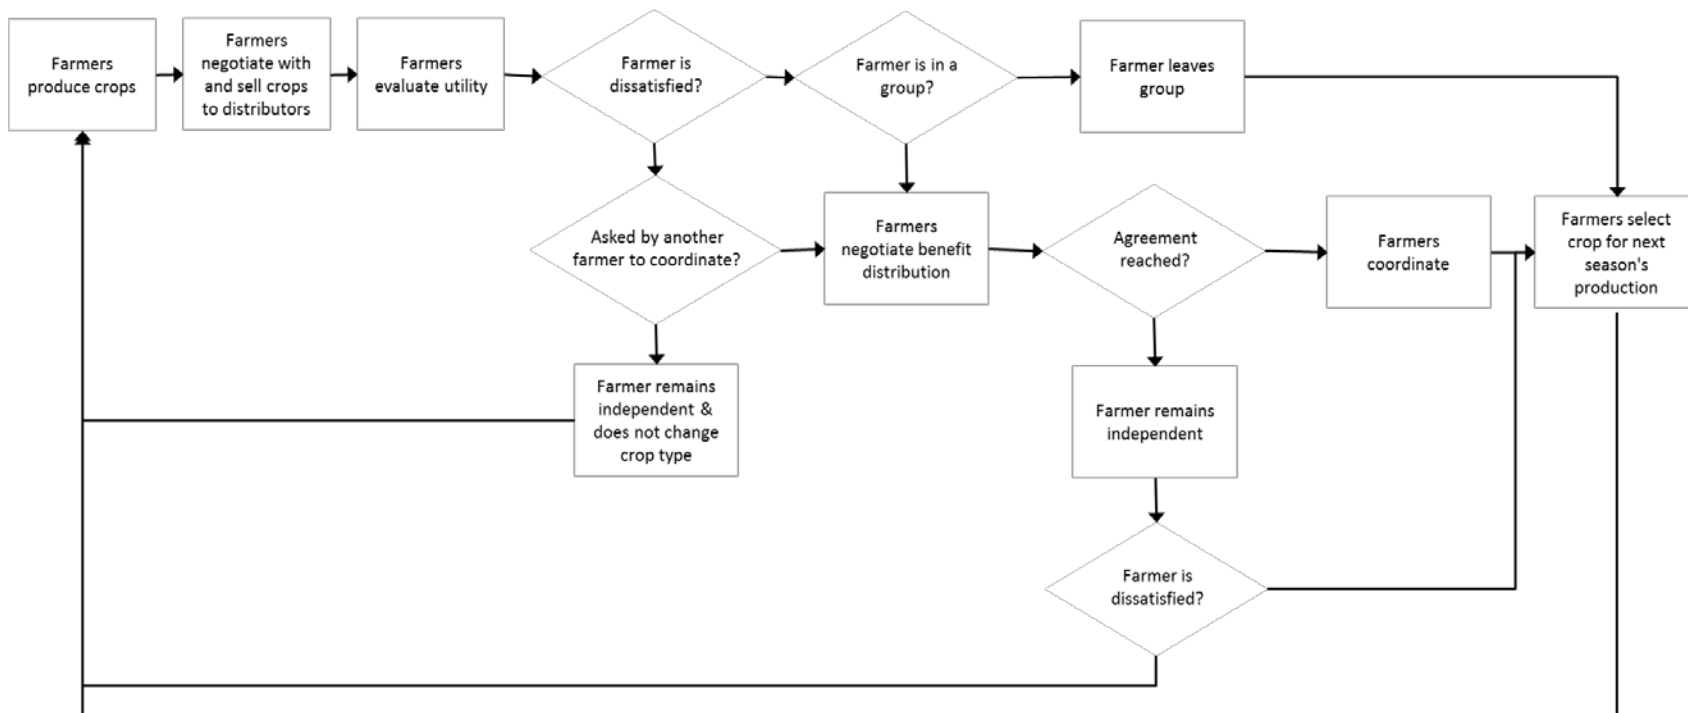 Farmers
produce crops
Farmers
negotiate with
and sell crops
to distributors
Farmers
evaluate utility
Farmer is
dissatisfied?
Farmer is in a
group?
Farmer leaves
group
Asked by another
farmer to coordinate?
Farmers
negotiate benefit
distribution
Agreement
reached?
Farmers
coordinate
Farmers select
crop for next
season's
production
Farmer remains
independent &
does not change
crop type
Farmer remains
independent
Farmer is
dissatisfied?